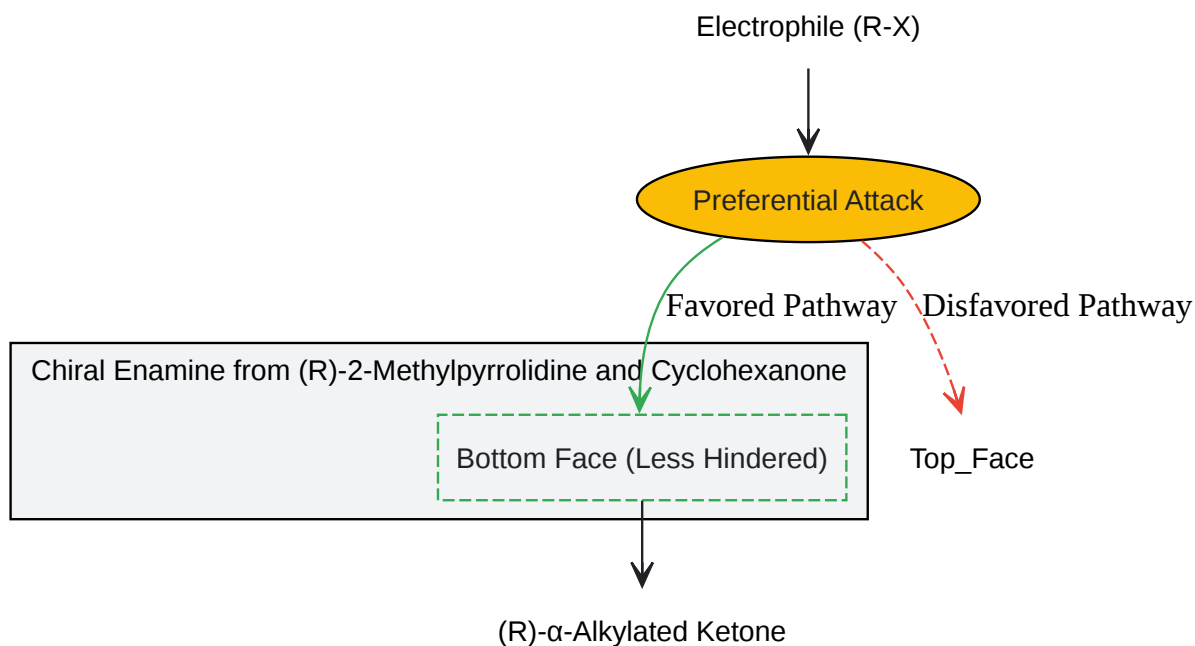 Electrophile (R-X)
Preferential Attack
Favored Pathway
Disfavored Pathway
Chiral Enamine from (R)-2-Methylpyrrolidine and Cyclohexanone
Bottom Face (Less Hindered)
Top_Face
(R)-α-Alkylated Ketone